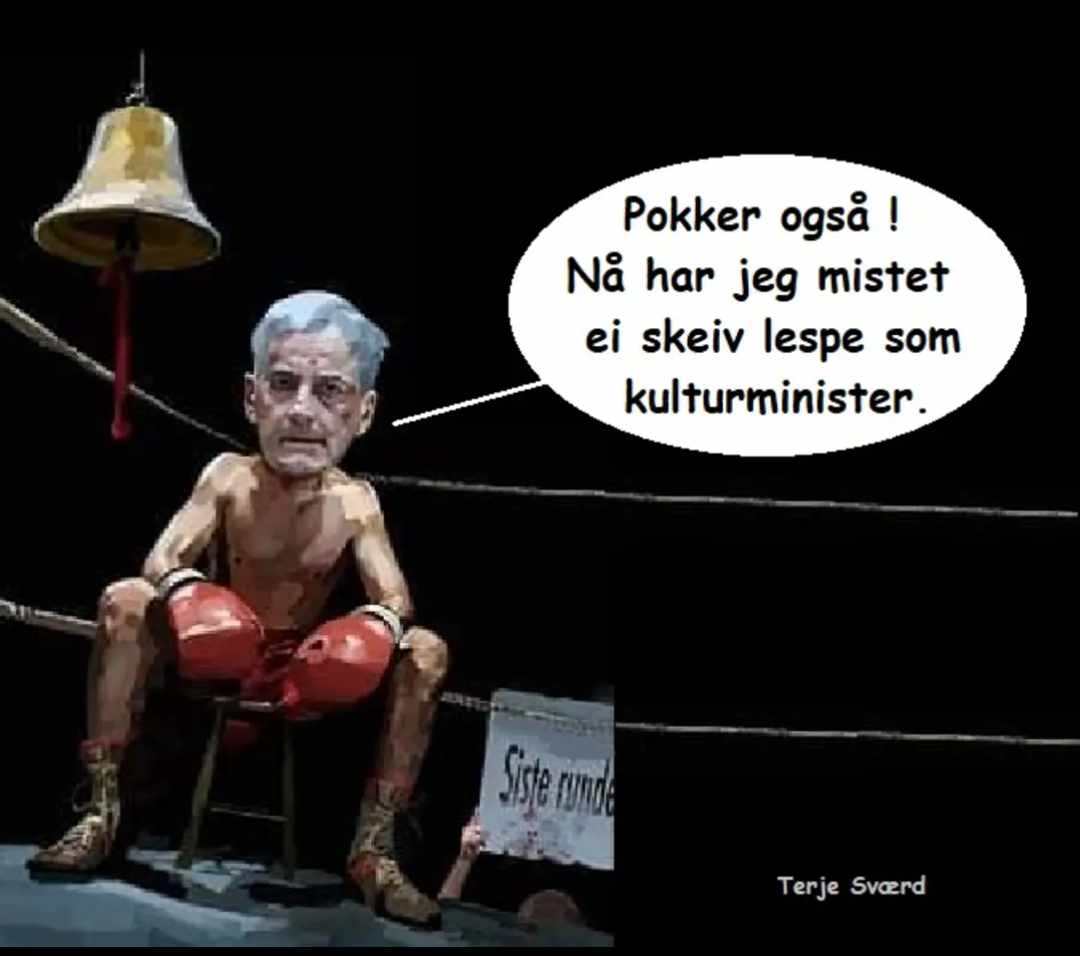 Pokker også !
Nå har jeg mistet
ei skeiv lespe som
kulturminister.
Siste runde
Terje Sværd